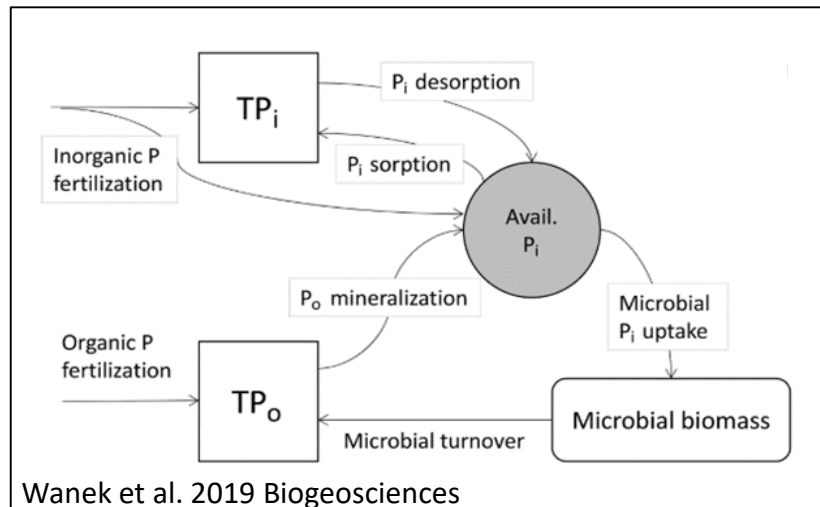 TPi
Pi desorption
Inorganic P
fertilization
Pi sorption
Avail.
Pi
Po mineralization
Microbial
Pi uptake
Organic P
fertilization
TPo
Microbial biomass
Microbial turnover
Wanek et al. 2019 Biogeosciences